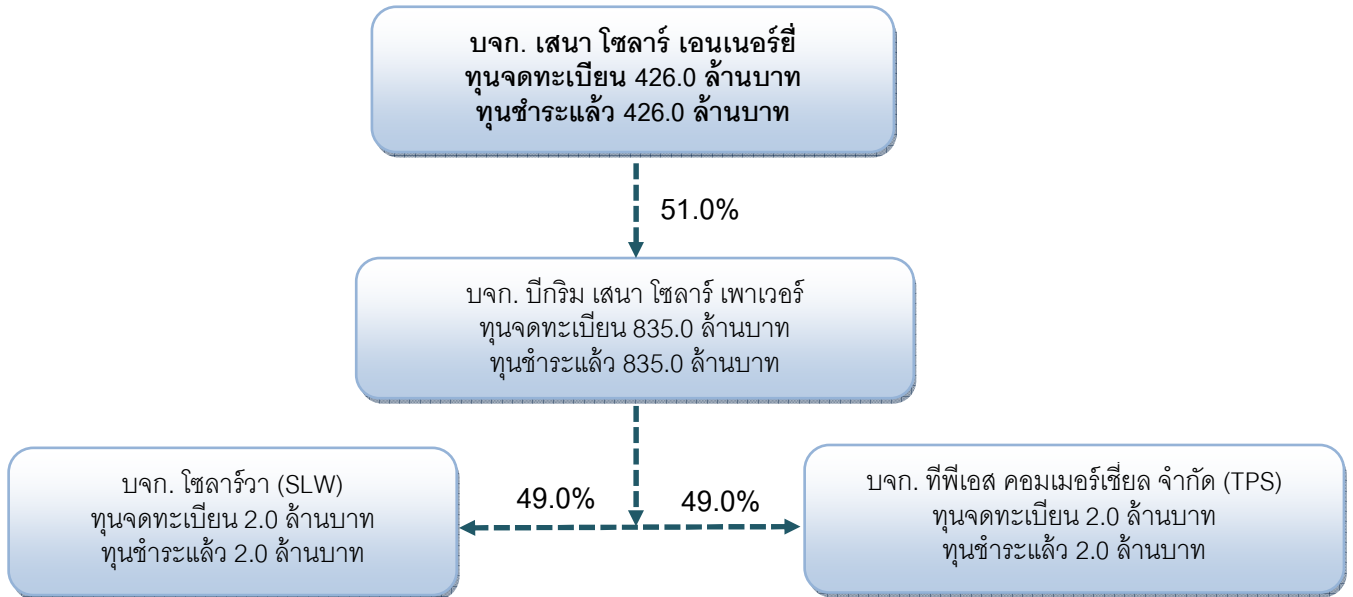 บจก. เสนา โซลาร์ เอนเนอร์ยี่
ทุนจดทะเบียน 426.0 ล้านบาท
ทุนชำระแล้ว 426.0 ล้านบาท
51.0%
บจก. บีกริม เสนา โซลาร์ เพาเวอร์
ทุนจดทะเบียน 835.0 ล้านบาท
ทุนชำระแล้ว 835.0 ล้านบาท
บจก. โซลาร์วา (SLW)
ทุนจดทะเบียน 2.0 ล้านบาท
ทุนชำระแล้ว 2.0 ล้านบาท
49.0%
49.0%
บจก. ทีพีเอส คอมเมอร์เชี่ยล จำกัด (TPS)
ทุนจดทะเบียน 2.0 ล้านบาท
ทุนชำระแล้ว 2.0 ล้านบาท